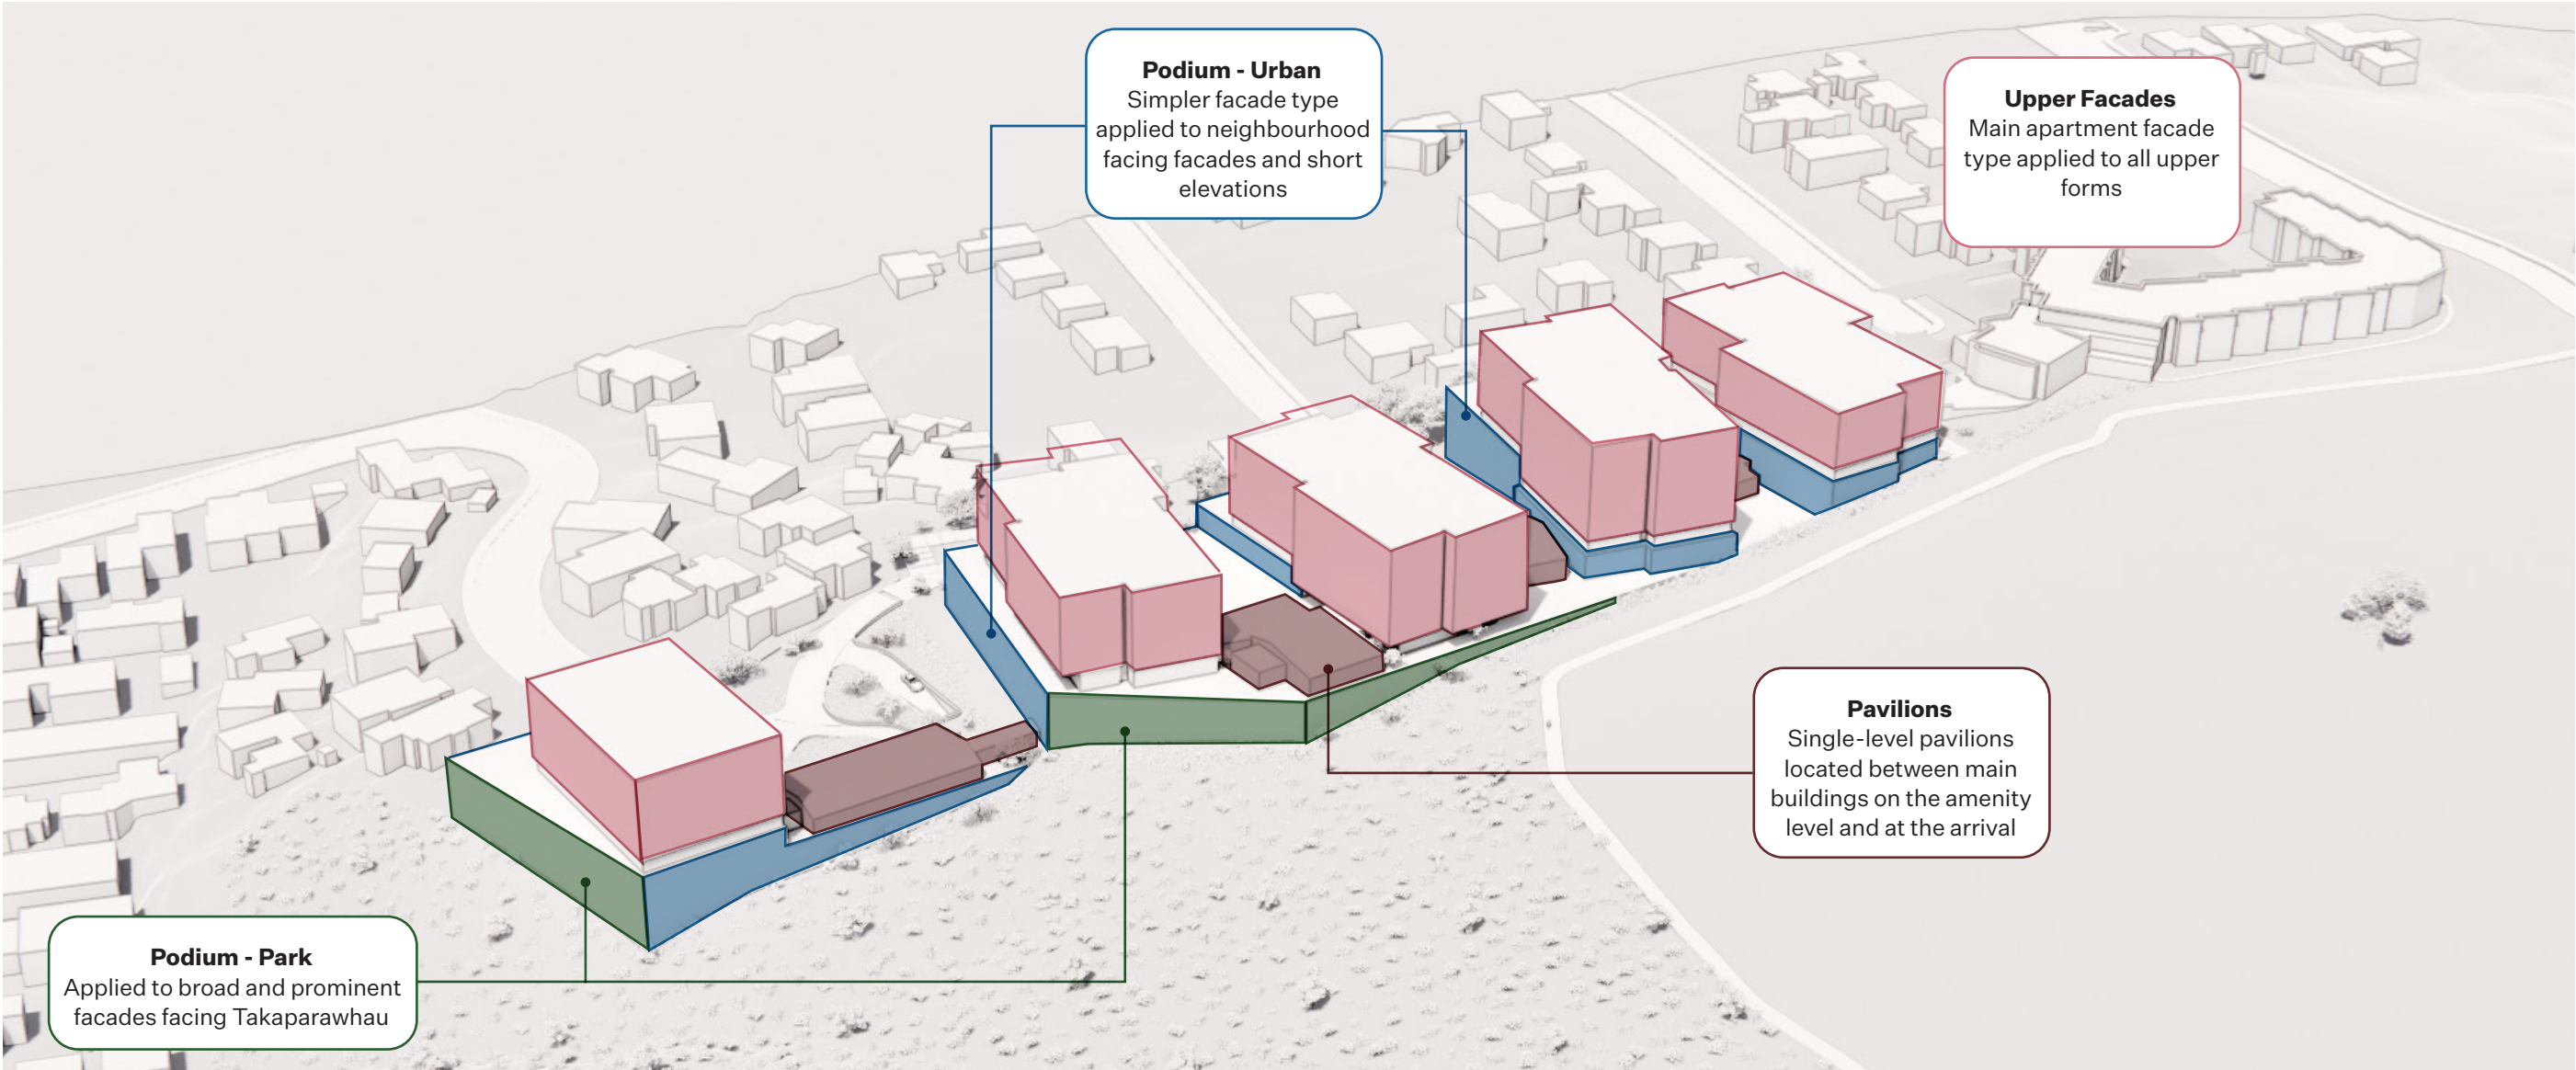 Podium - Urban
Simpler facade type
applied to neighbourhood
facing facades and short
elevations
Upper Facades
Main apartment facade
type applied to all upper
forms
Pavilions
Single-level pavilions
located between main
buildings on the amenity
level and at the arrival
Podium - Park
Applied to broad and prominent
facades facing Takaparawhau